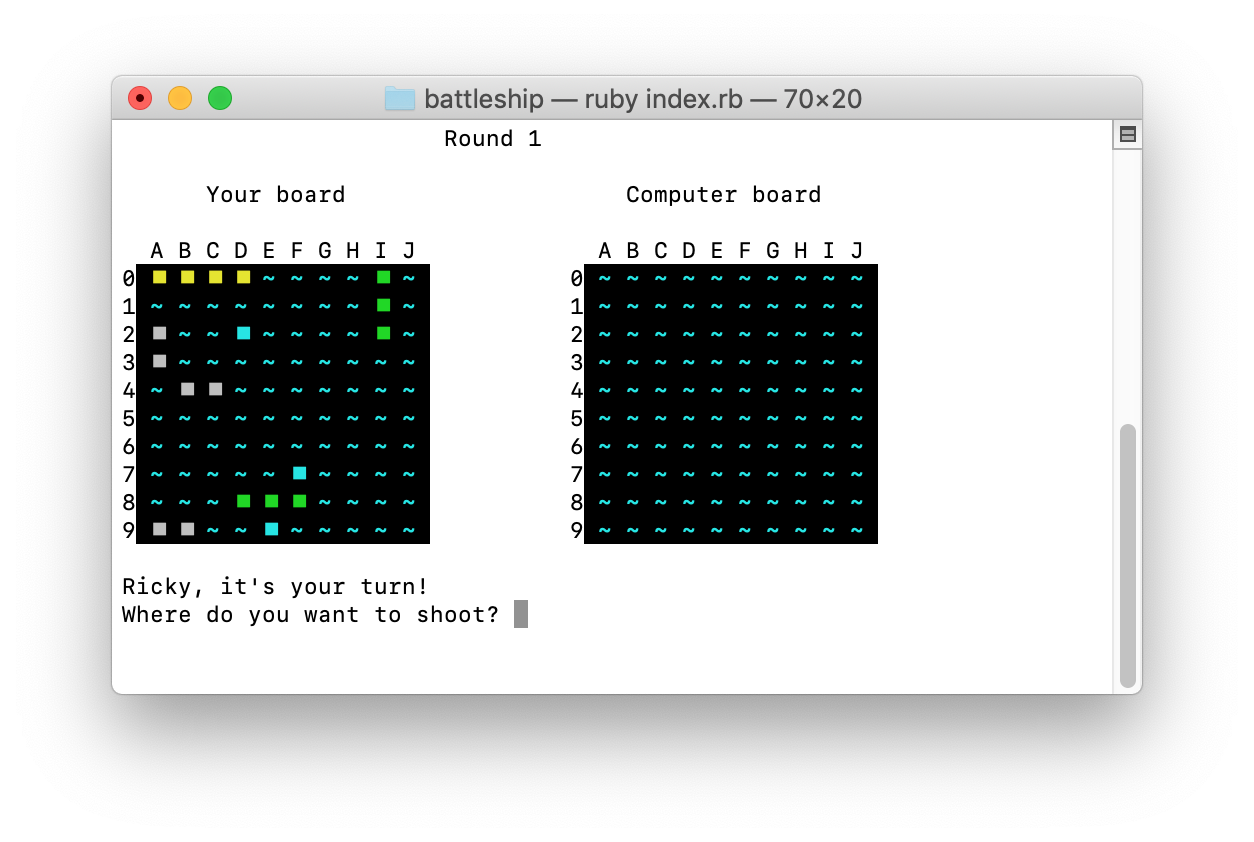 battleship — ruby index.rb — 70×20
Round 1
Your board Computer board
A B C D E F G H I J A B C D E F G H I J
0 ■ ■ ■ ■ ~ ~ ~ ~ ■ ~ 0 ~ ~ ~ ~ ~ ~ ~ ~ ~ ~
1 ~ ~ ~ ~ ~ ~ ~ ~ ■ ~ 1 ~ ~ ~ ~ ~ ~ ~ ~ ~ ~
2 ■ ~ ~ ■ ~ ~ ~ ~ ■ ~ 2 ~ ~ ~ ~ ~ ~ ~ ~ ~ ~
3 ■ ~ ~ ~ ~ ~ ~ ~ ~ ~ 3 ~ ~ ~ ~ ~ ~ ~ ~ ~ ~
4 ~ ■ ■ ~ ~ ~ ~ ~ ~ ~ 4 ~ ~ ~ ~ ~ ~ ~ ~ ~ ~
5 ~ ~ ~ ~ ~ ~ ~ ~ ~ ~ 5 ~ ~ ~ ~ ~ ~ ~ ~ ~ ~
6 ~ ~ ~ ~ ~ ~ ~ ~ ~ ~ 6 ~ ~ ~ ~ ~ ~ ~ ~ ~ ~
7 ~ ~ ~ ~ ~ ■ ~ ~ ~ ~ 7 ~ ~ ~ ~ ~ ~ ~ ~ ~ ~
8 ~ ~ ~ ■ ■ ■ ~ ~ ~ ~ 8 ~ ~ ~ ~ ~ ~ ~ ~ ~ ~
9 ■ ■ ~ ~ ■ ~ ~ ~ ~ ~ 9 ~ ~ ~ ~ ~ ~ ~ ~ ~ ~
Ricky, it's your turn!
Where do you want to shoot?